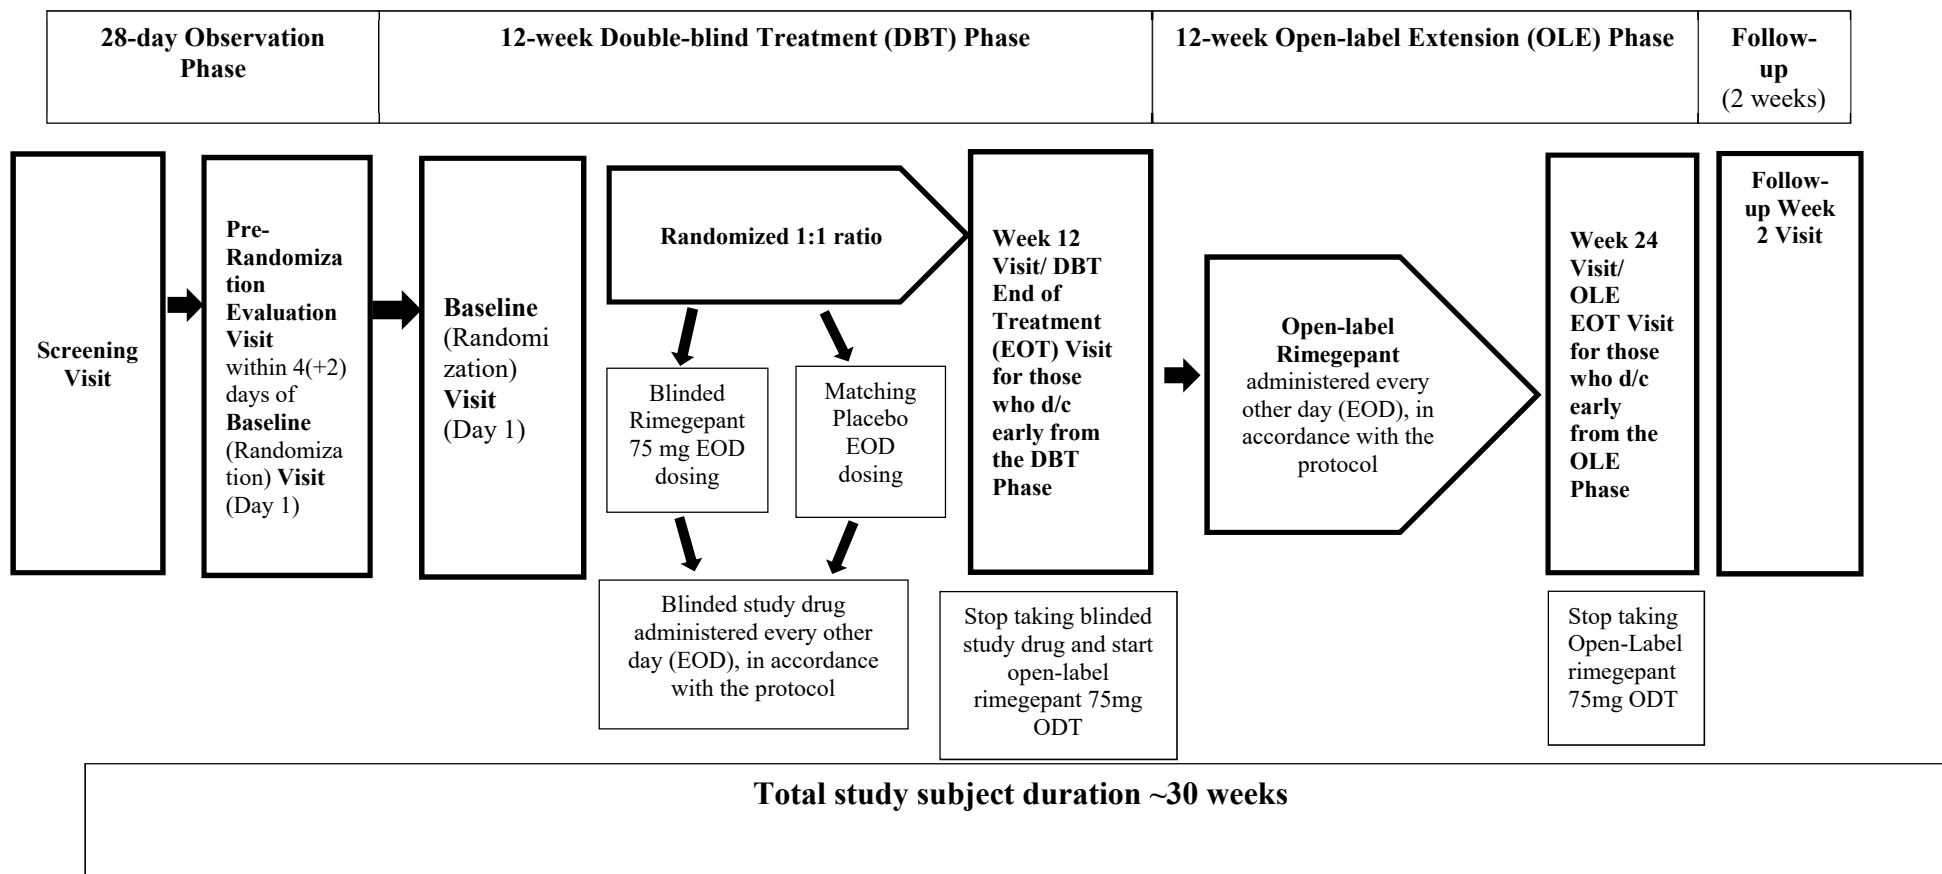 28-day Observation
Phase
12-week Double-blind Treatment (DBT) Phase
12-week Open-label Extension (OLE) Phase
Follow-
up
(2 weeks)
Screening
Visit
Pre-
Randomiza
tion
Evaluation
Visit
within 4(+2)
days of
Baseline
(Randomiza
tion) Visit
(Day 1)
Baseline
(Randomi
zation)
Visit
(Day 1)
Randomized 1:1 ratio
Blinded
Rimegepant
75 mg EOD
dosing
Matching
Placebo
EOD
dosing
Blinded study drug
administered every other
day (EOD), in accordance
with the protocol
Week 12
Visit/ DBT
End of
Treatment
(EOT) Visit
for those
who d/c
early from
the DBT
Phase
Stop taking blinded
study drug and start
open-label
rimegepant 75mg
ODT
Open-label
Rimegepant
administered every
other day (EOD), in
accordance with the
protocol
Week 24
Visit/
OLE
EOT Visit
for those
who d/c
early
from the
OLE
Phase
Stop taking
Open-Label
rimegepant
75mg ODT
Follow-
up Week
2 Visit
Total study subject duration ~30 weeks